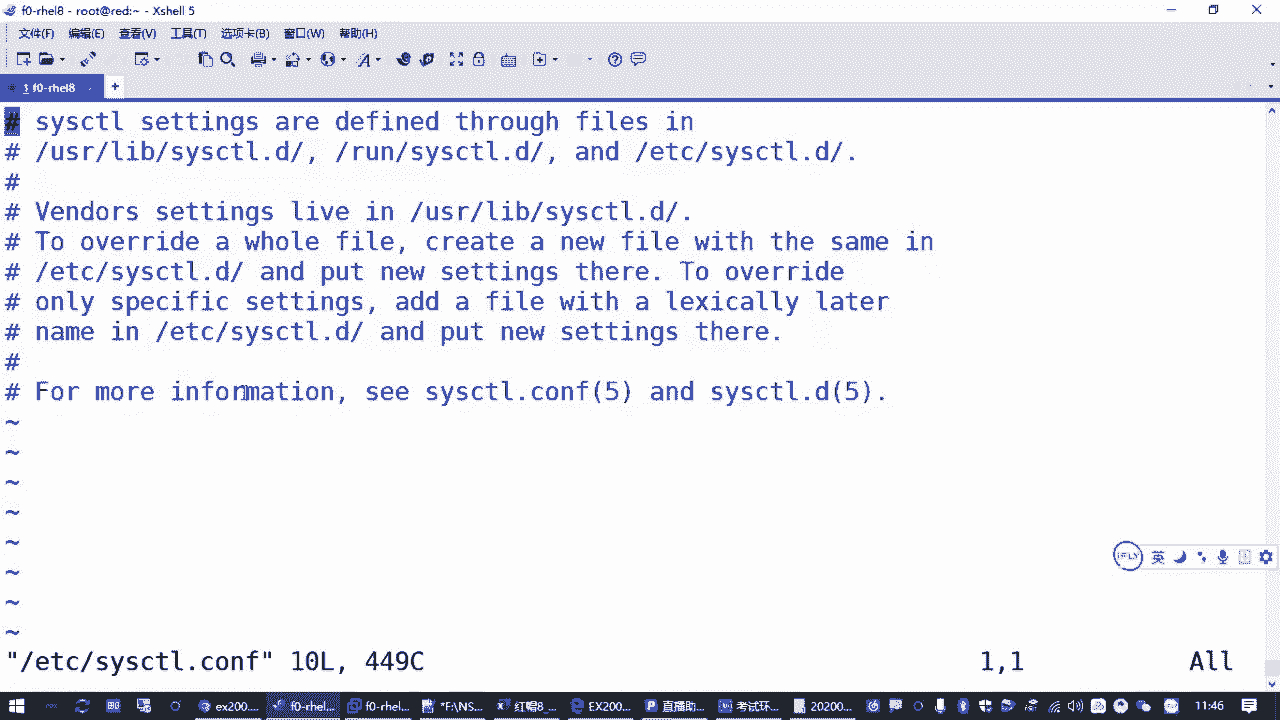 f0-rhel8 - root@red:~ - Xshell 5
文件(F) 编辑(E) 查看(V) 工具(T) 选项卡(B) 窗口(W) 帮助(H)
1 f0-rhel8
# sysctl settings are defined through files in
# /usr/lib/sysctl.d/, /run/sysctl.d/, and /etc/sysctl.d/.
#
# Vendors settings live in /usr/lib/sysctl.d/.
# To override a whole file, create a new file with the same in
# /etc/sysctl.d/ and put new settings there. To override
# only specific settings, add a file with a lexically later
# name in /etc/sysctl.d/ and put new settings there.
#
# For more information, see sysctl.conf(5) and sysctl.d(5).
~
~
~
~
~
~
~
~
iFLY 英
"/etc/sysctl.conf" 10L, 449C 1,1 All
ex200.... f0-rhel... f0-rhel... *F:\NS... 红帽8_... EX200... 直播助... 考试环... 20200... 11:46